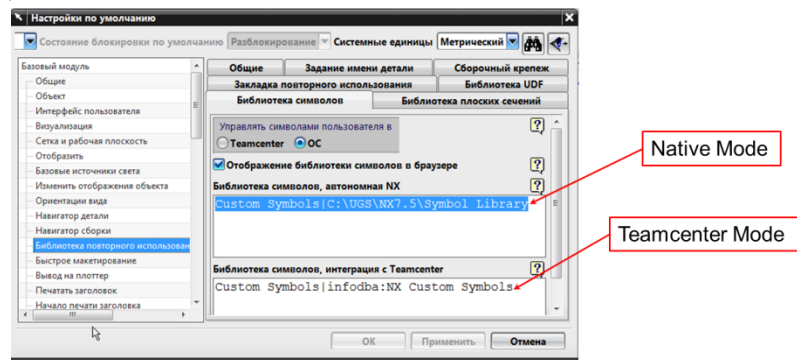 Настройки по умолчанию
Состояние блокировки по умолчанию Разблокирование Системные единицы Метрический
Базовый модуль
Общие
Объект
Интерфейс пользователя
Визуализация
Сетка и рабочая плоскость
Отобразить
Базовые источники света
Изменить отображения объекта
Ориентации вида
Навигатор детали
Навигатор сборки
Библиотека повторного использован
Быстрое макетирование
Вывод на плоттер
Печатать заголовок
Начало печати заголовка
Общие Задание имени детали Сборочный крепеж
Закладка повторного использования Библиотека UDF
Библиотека символов Библиотека плоских сечений
Управлять символами пользователя в
Teamcenter ОС
Отображение библиотеки символов в браузере
Библиотека символов, автономная NX
Custom Symbols|C:\UGS\NX7.5\Symbol Library
Библиотека символов, интеграция с Teamcenter
Custom Symbols|infodba:NX Custom Symbols
ОК Применить Отмена
Native Mode
Teamcenter Mode